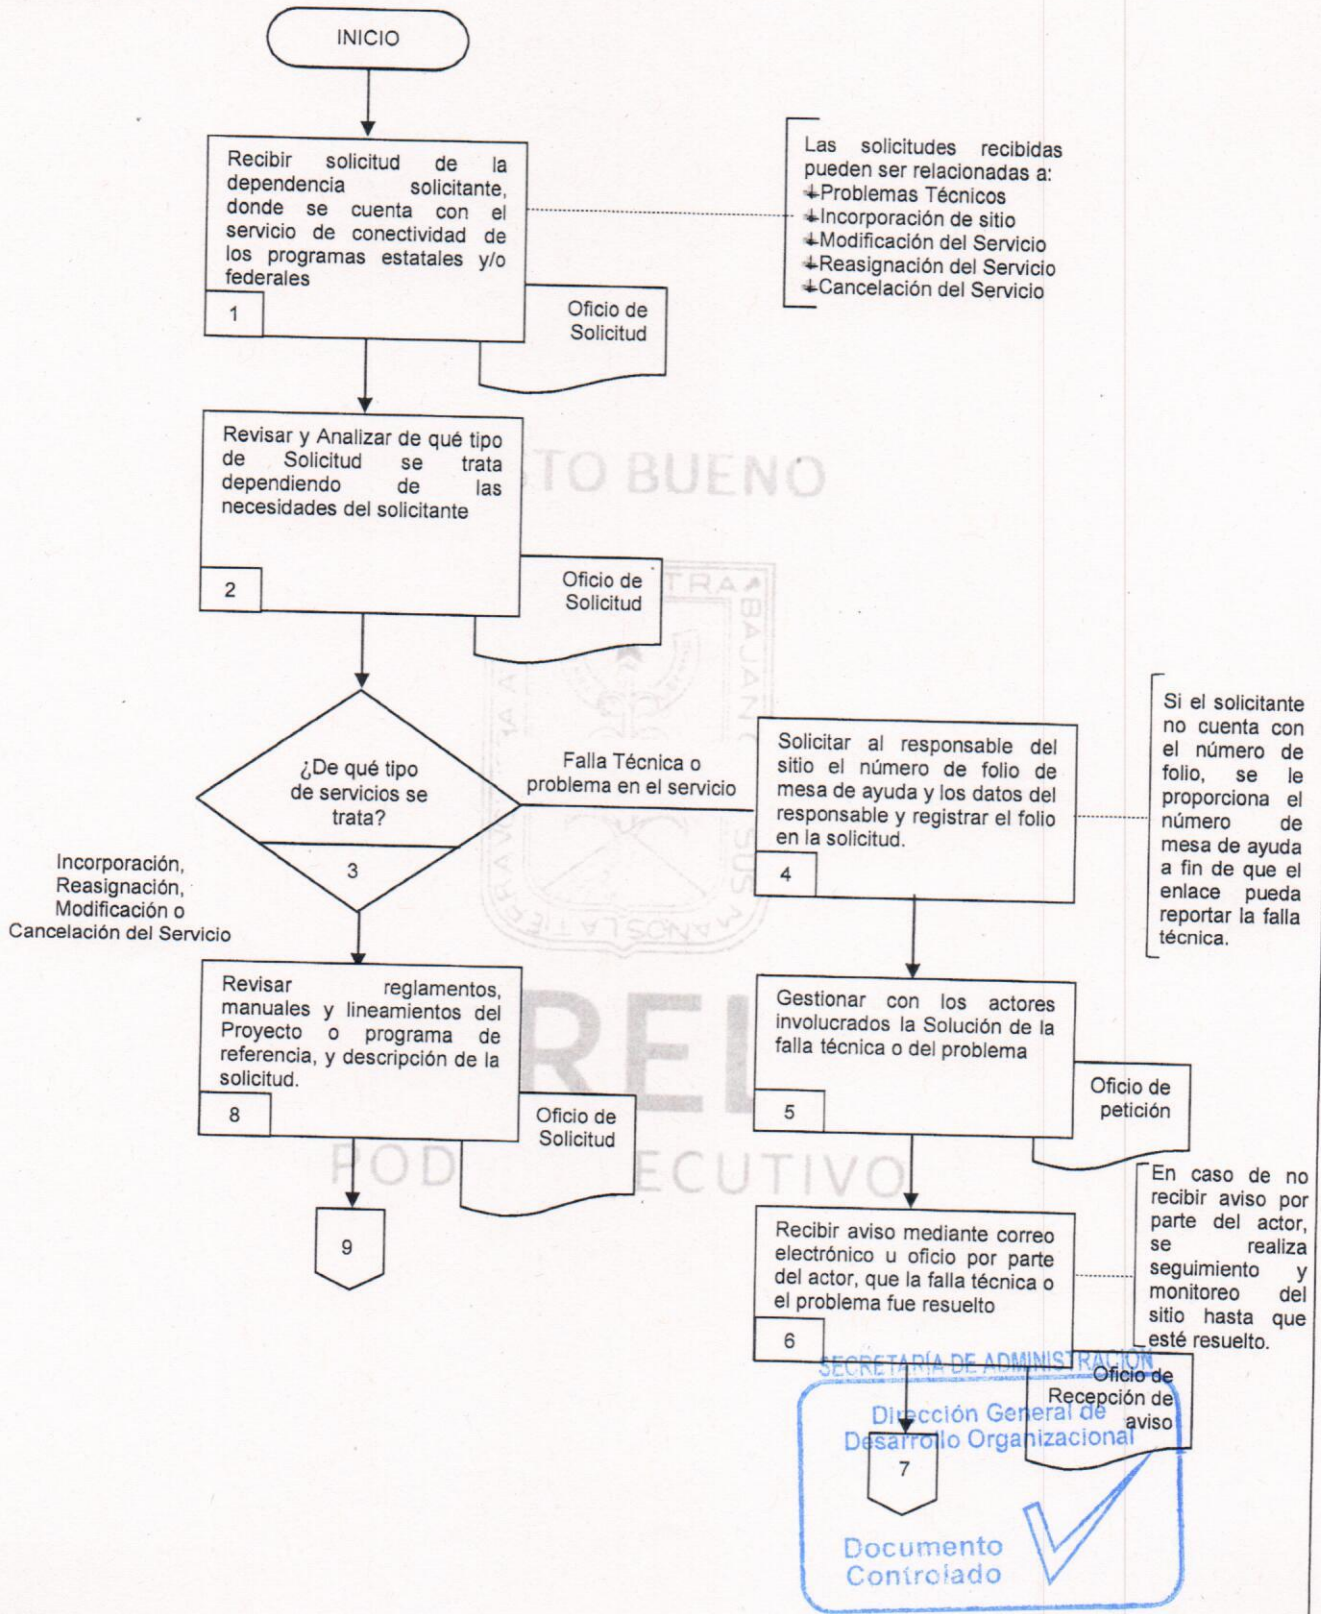 INICIO
Recibir solicitud de la
dependencia solicitante,
donde se cuenta con el
servicio de conectividad de
los programas estatales y/o
federales
1
Oficio de
Solicitud
Las solicitudes recibidas
pueden ser relacionadas a:
Problemas Técnicos
Incorporación de sitio
Modificación del Servicio
Reasignación del Servicio
Cancelación del Servicio
Revisar y Analizar de qué tipo
de Solicitud se trata
dependiendo de las
necesidades del solicitante
2
Oficio de
Solicitud
STO BUENO
¿De qué tipo
de servicios se
trata?
3
Falla Técnica o
problema en el servicio
Incorporación,
Reasignación,
Modificación o
Cancelación del Servicio
Solicitar al responsable del
sitio el número de folio de
mesa de ayuda y los datos del
responsable y registrar el folio
en la solicitud.
4
Si el solicitante
no cuenta con
el número de
folio, se le
proporciona el
número de
mesa de ayuda
a fin de que el
enlace pueda
reportar la falla
técnica.
Revisar reglamentos,
manuales y lineamientos del
Proyecto o programa de
referencia, y descripción de la
solicitud.
8
Oficio de
Solicitud
9
Gestionar con los actores
involucrados la Solución de la
falla técnica o del problema
5
Oficio de
petición
Recibir aviso mediante correo
electrónico u oficio por parte
del actor, que la falla técnica o
el problema fue resuelto
6
Oficio de
Recepción de
aviso
En caso de no
recibir aviso por
parte del actor,
se realiza
seguimiento y
monitoreo del
sitio hasta que
esté resuelto.
7
SECRETARÍA DE ADMINISTRACIÓN
Dirección General de
Desarrollo Organizacional
Documento
Controlado